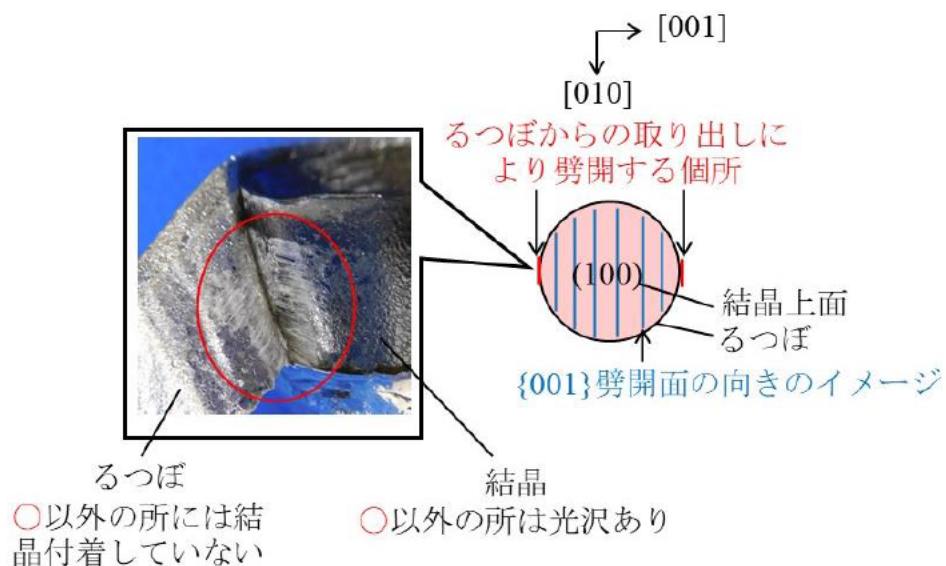 [001]
[010]
るつぼからの取り出しに
より劈開する個所
(100)
結晶上面
るつぼ
{001}劈開面の向きのイメージ
るつぼ
○以外の所には結
晶付着していない
結晶
○以外の所は光沢あり